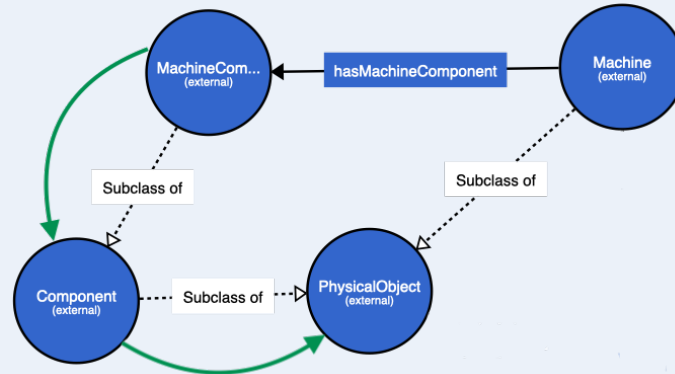 MachineCom...
(external)
hasMachineComponent
Machine
(external)
Subclass of
Subclass of
Component
(external)
Subclass of
PhysicalObject
(external)